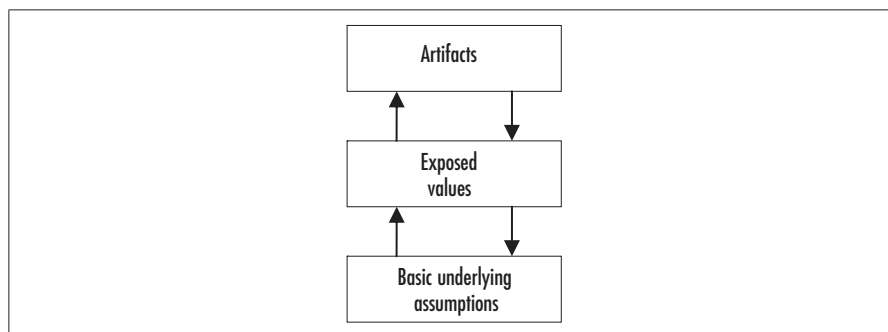 Artifacts
Exposed
values
Basic underlying
assumptions